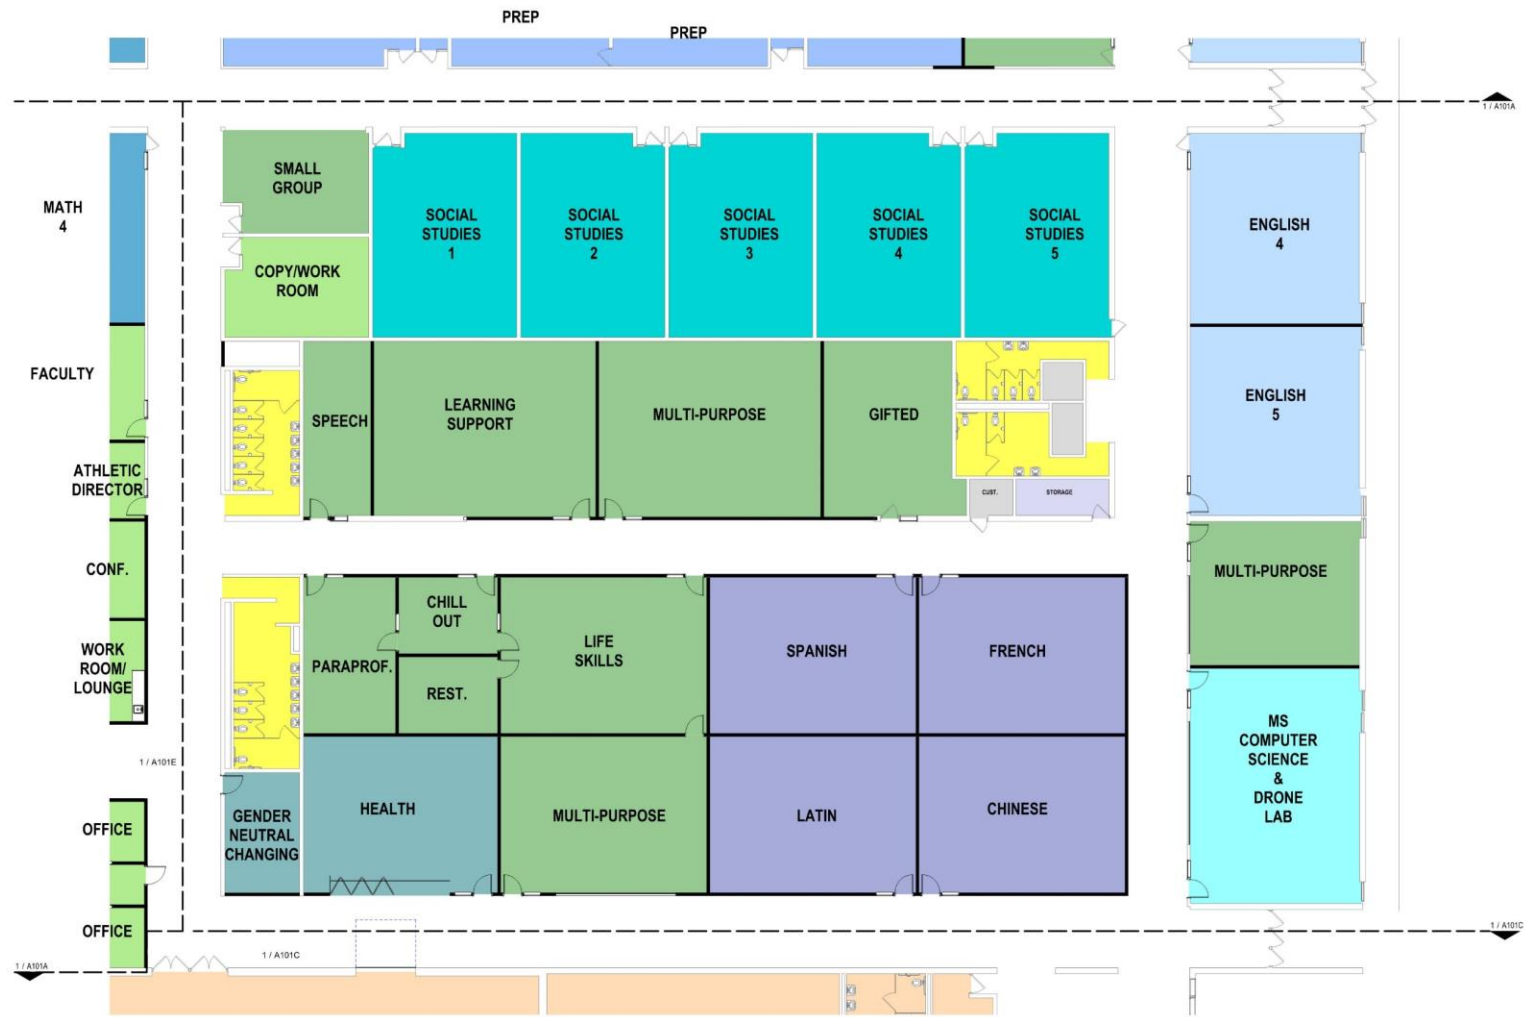 PREP
PREP
1 / A101A
MATH
4
SMALL
GROUP
COPY/WORK
ROOM
SOCIAL
STUDIES
1
SOCIAL
STUDIES
2
SOCIAL
STUDIES
3
SOCIAL
STUDIES
4
SOCIAL
STUDIES
5
ENGLISH
4
FACULTY
SPEECH
LEARNING
SUPPORT
MULTI-PURPOSE
GIFTED
ENGLISH
5
ATHLETIC
DIRECTOR
CUST.
STORAGE
CONF.
MULTI-PURPOSE
WORK
ROOM/
LOUNGE
PARAPROF.
CHILL
OUT
REST.
LIFE
SKILLS
SPANISH
FRENCH
MS
COMPUTER
SCIENCE
&
DRONE
LAB
1 / A101E
OFFICE
GENDER
NEUTRAL
CHANGING
HEALTH
MULTI-PURPOSE
LATIN
CHINESE
OFFICE
1 / A101C
1 / A101C
1 / A101A